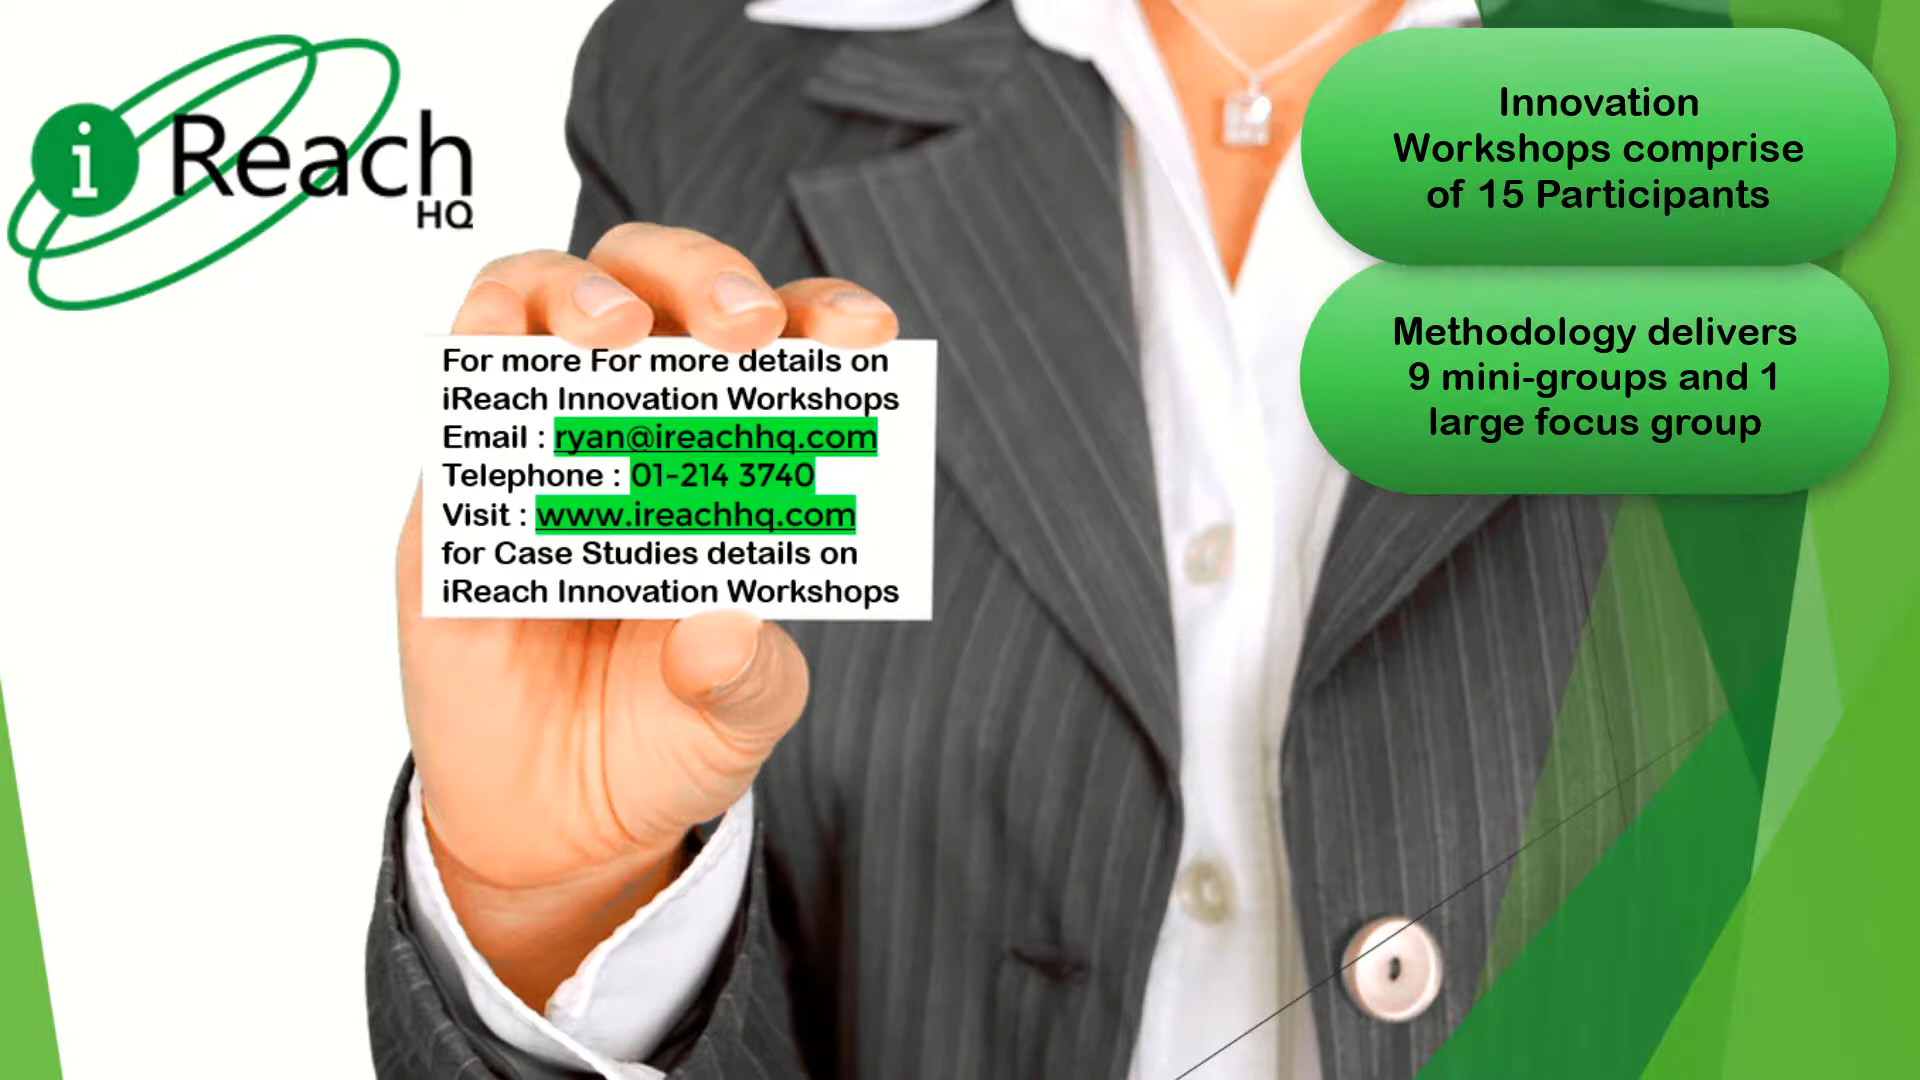 i Reach
HQ
Innovation
Workshops comprise
of 15 Participants
Methodology delivers
9 mini-groups and 1
large focus group
For more For more details on
iReach Innovation Workshops
Email : ryan@ireachhq.com
Telephone : 01-214 3740
Visit : www.ireachhq.com
for Case Studies details on
iReach Innovation Workshops